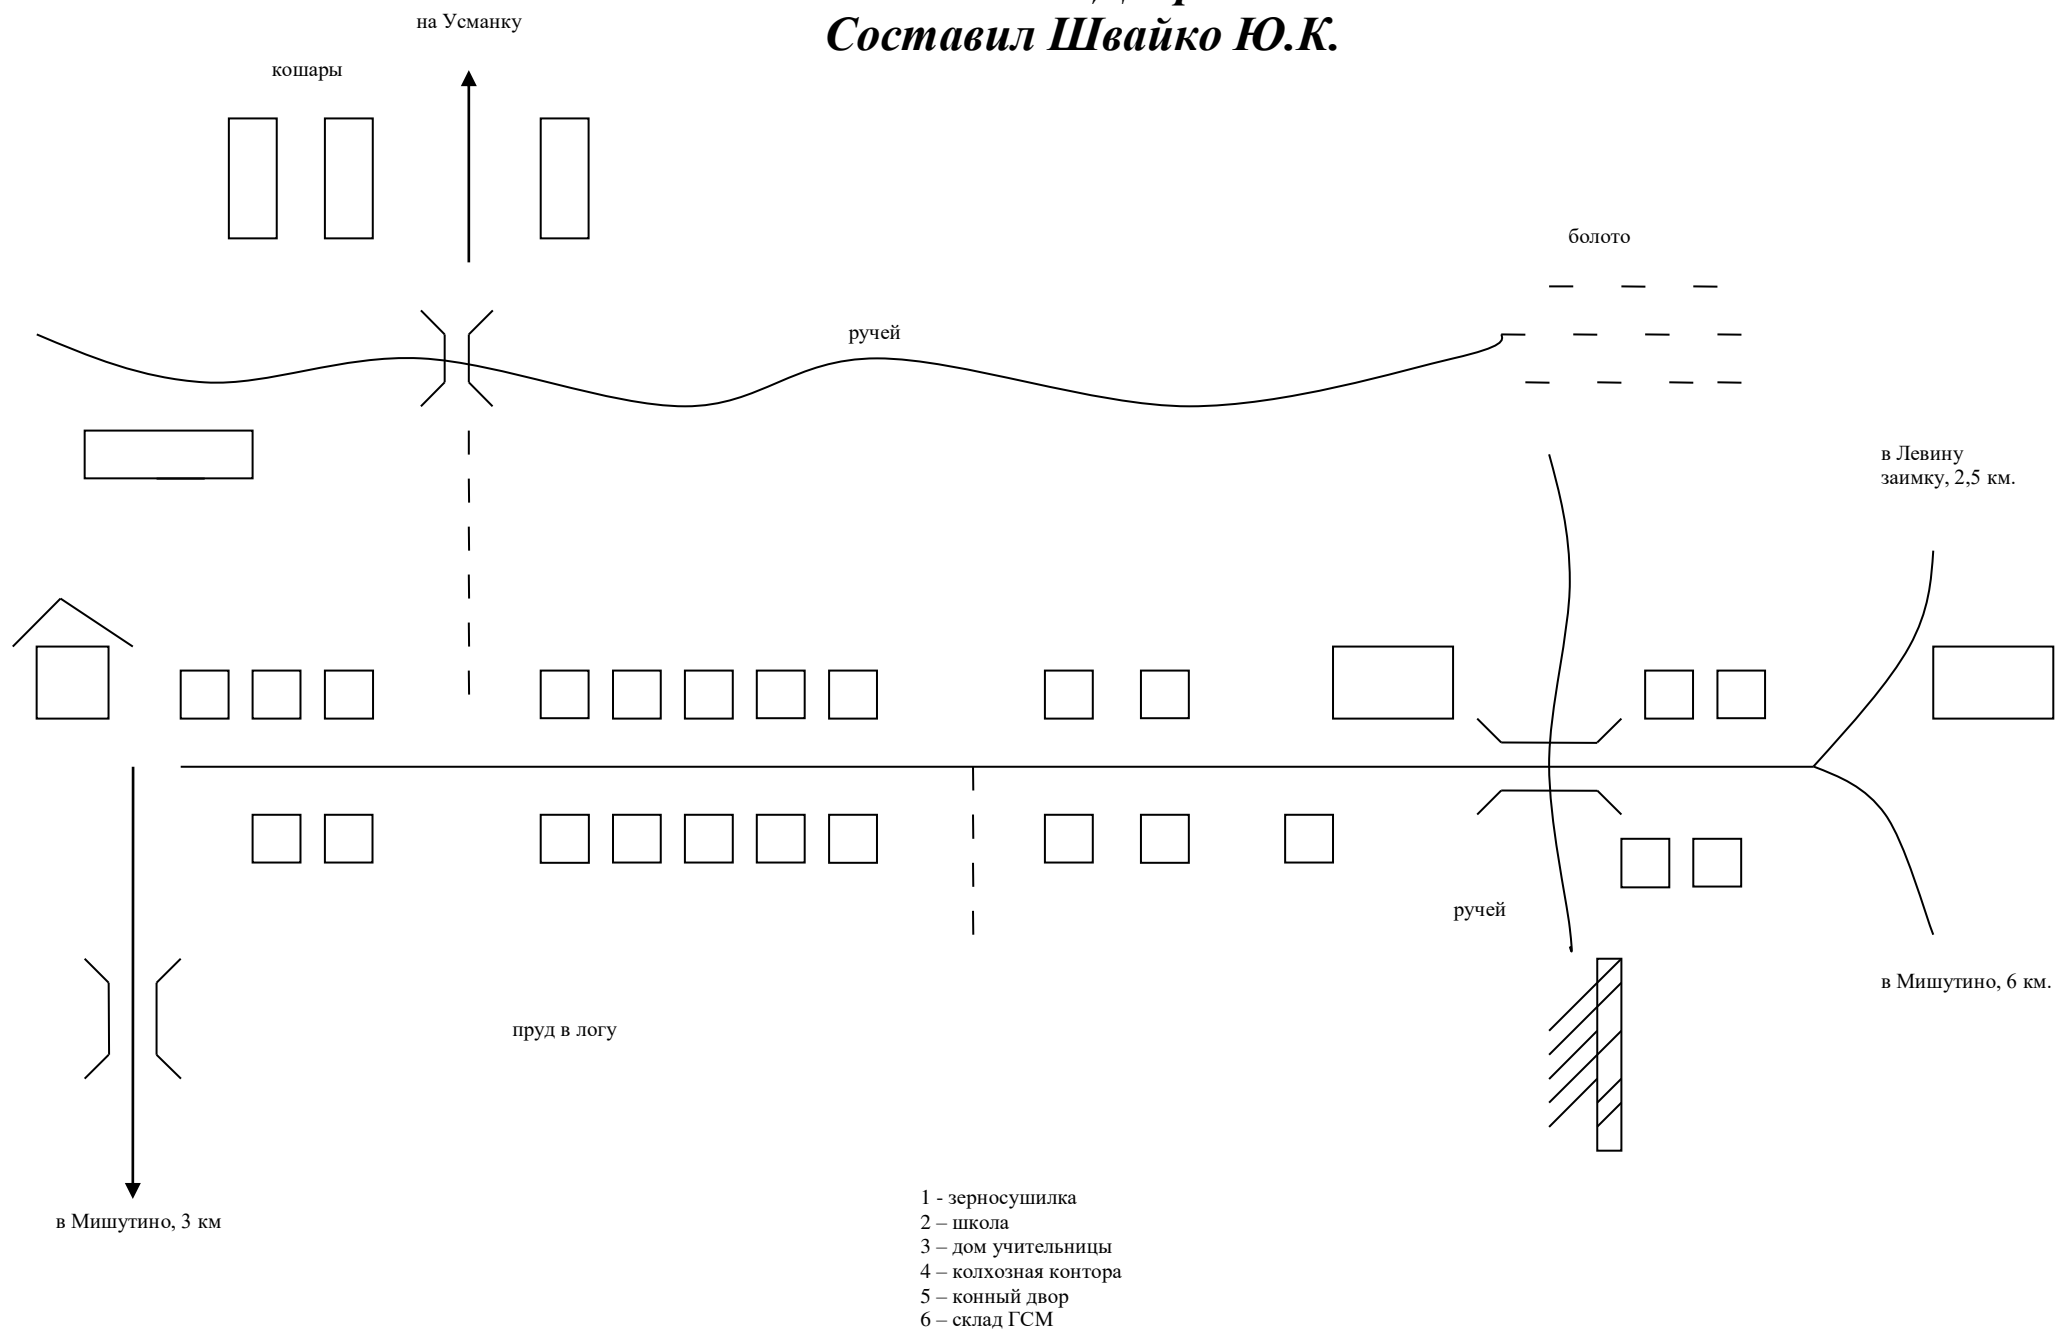 Составил Швайко Ю.К.
на Усманку
кошары
болото
ручей
в Левину
заимку, 2,5 км.
ручей
в Мишутино, 6 км.
пруд в логу
в Мишутино, 3 км
1 - зерносушилка
2 – школа
3 – дом учительницы
4 – колхозная контора
5 – конный двор
6 – склад ГСМ